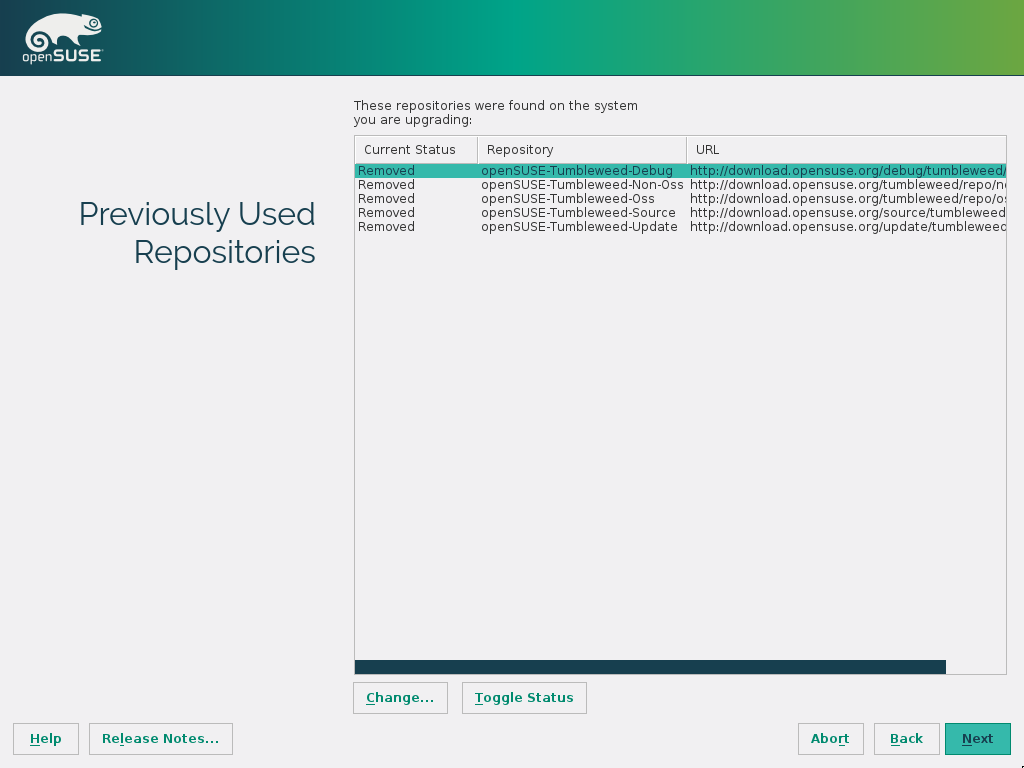 openSUSE
These repositories were found on the system
you are upgrading:
Previously Used
Repositories
Current Status Repository URL
Removed openSUSE-Tumbleweed-Debug http://download.opensuse.org/debug/tumbleweed/
Removed openSUSE-Tumbleweed-Non-Oss http://download.opensuse.org/tumbleweed/repo/no
Removed openSUSE-Tumbleweed-Oss http://download.opensuse.org/tumbleweed/repo/os
Removed openSUSE-Tumbleweed-Source http://download.opensuse.org/source/tumbleweed
Removed openSUSE-Tumbleweed-Update http://download.opensuse.org/update/tumbleweed
Change... Toggle Status
Help Release Notes... Abort Back Next